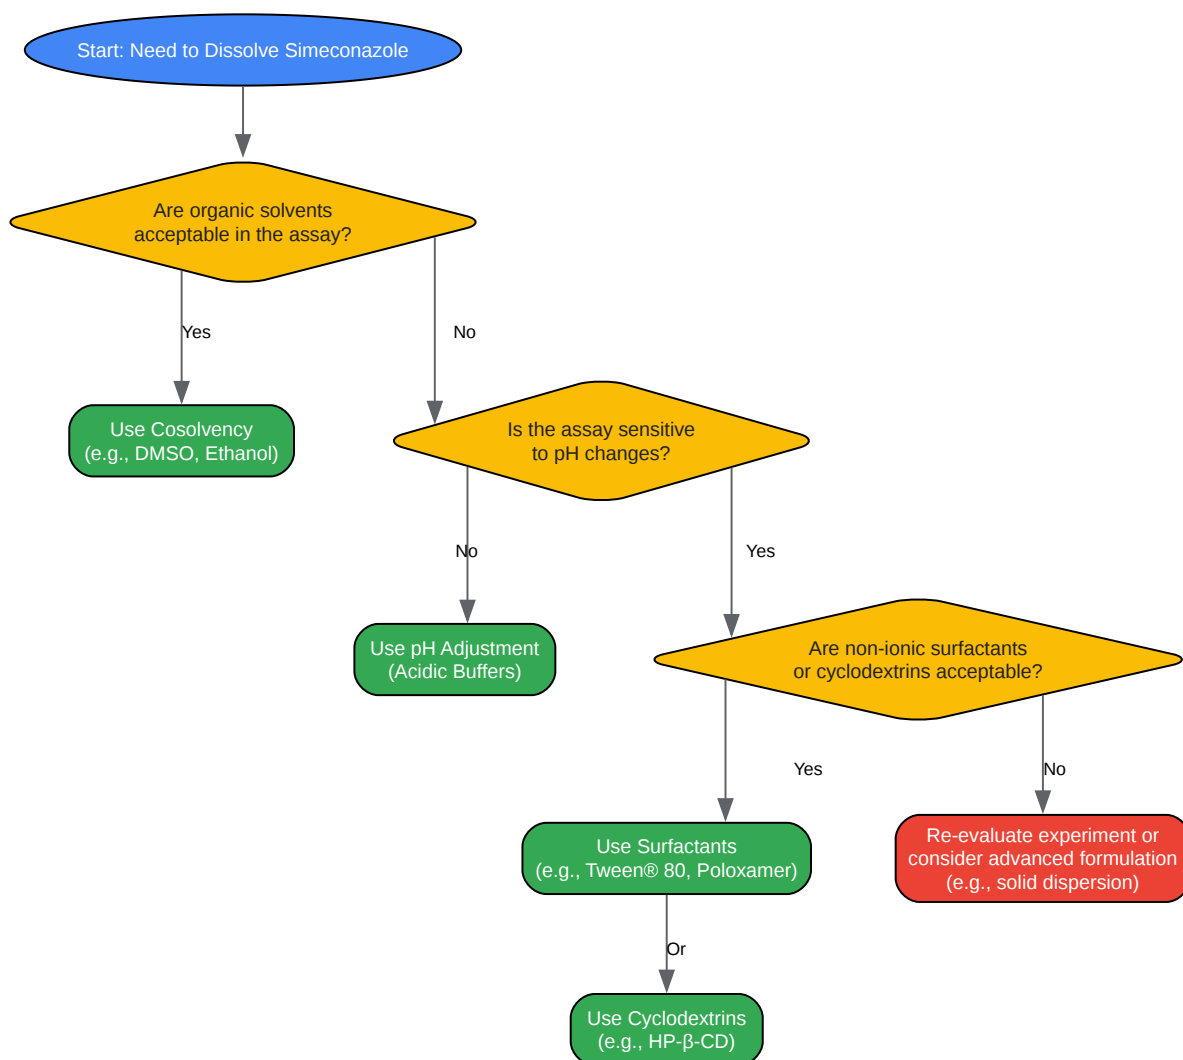 Start: Need to Dissolve Simeconazole
Are organic solvents
acceptable in the assay?
Yes
No
Use Cosolvency
(e.g., DMSO, Ethanol)
Is the assay sensitive
to pH changes?
No
Yes
Use pH Adjustment
(Acidic Buffers)
Are non-ionic surfactants
or cyclodextrins acceptable?
Yes
No
Use Surfactants
(e.g., Tween® 80, Poloxamer)
Re-evaluate experiment or
consider advanced formulation
(e.g., solid dispersion)
Or
Use Cyclodextrins
(e.g., HP-β-CD)